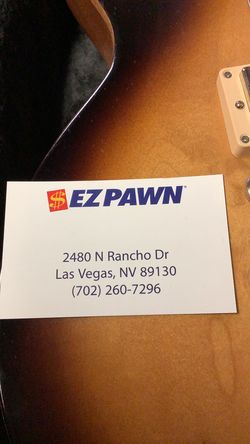 EZPAWN®
2480 N Rancho Dr
Las Vegas, NV 89130
(702) 260-7296